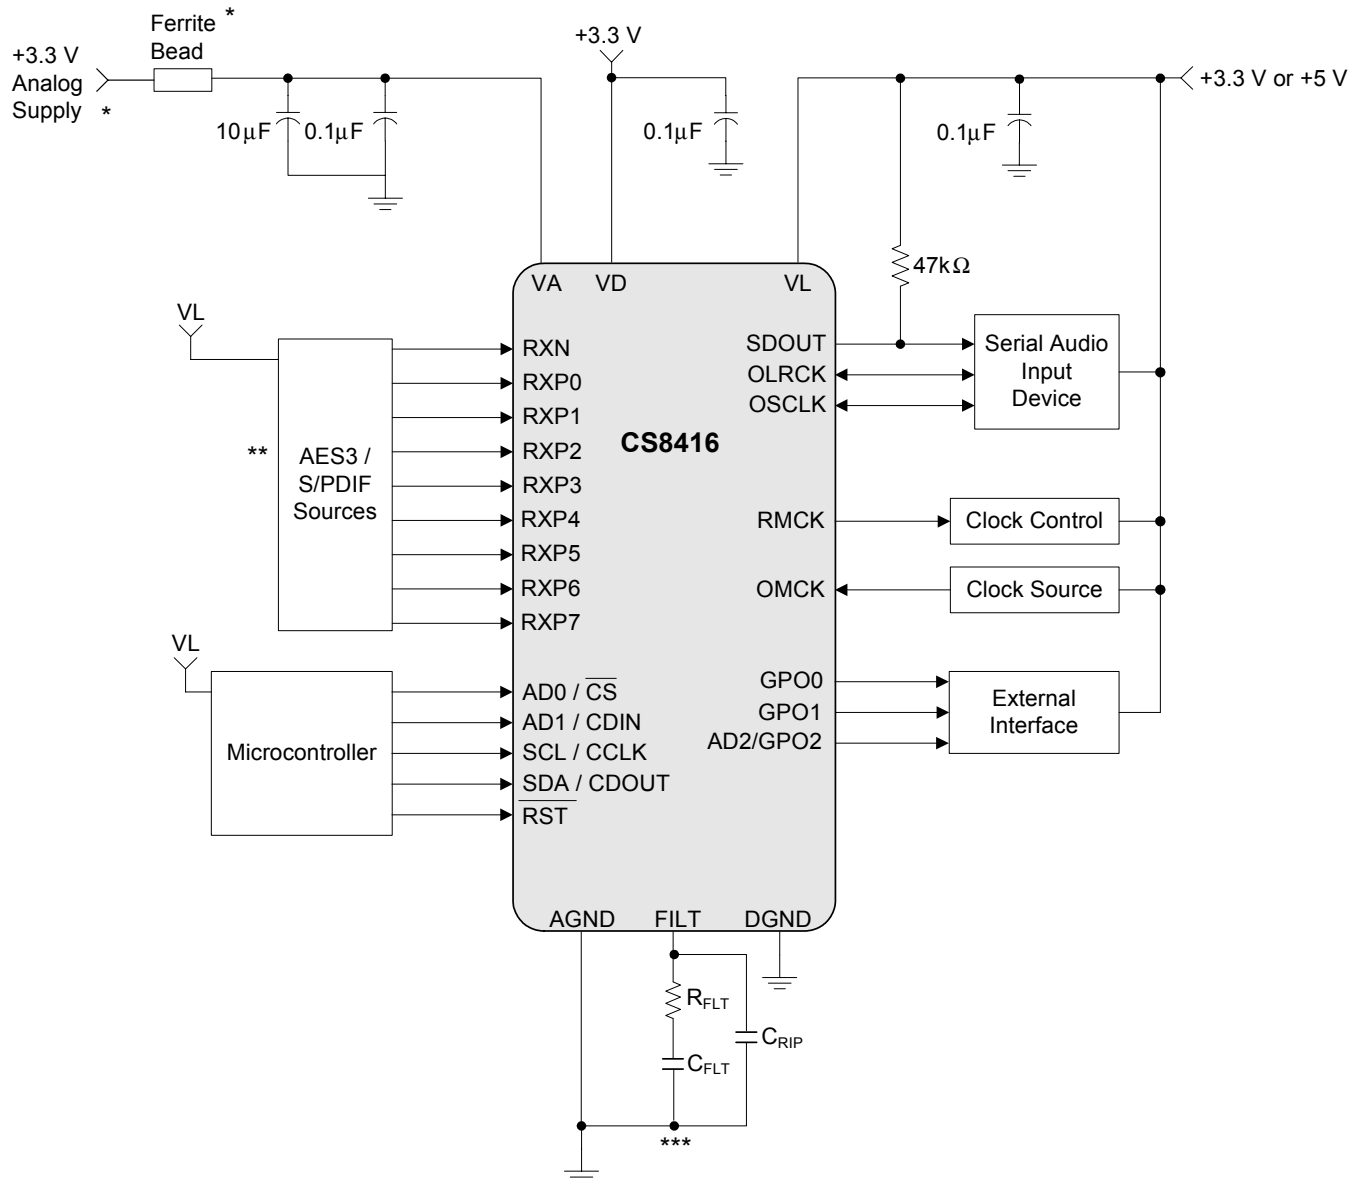 +3.3 V
Analog
Supply *
Ferrite *
Bead
10µF
0.1µF
+3.3 V
0.1µF
0.1µF
+3.3 V or +5 V
47kΩ
VA
VD
VL
VL
AES3 /
S/PDIF
Sources
**
RXN
RXP0
RXP1
RXP2
RXP3
RXP4
RXP5
RXP6
RXP7
VL
Microcontroller
AD0 / CS
AD1 / CDIN
SCL / CCLK
SDA / CDOUT
RST
CS8416
SDOUT
OLRCK
OSCLK
Serial Audio
Input
Device
RMCK
Clock Control
OMCK
Clock Source
GPO0
GPO1
AD2/GPO2
External
Interface
AGND
FILT
DGND
RFLT
CFLT
CRIP
***